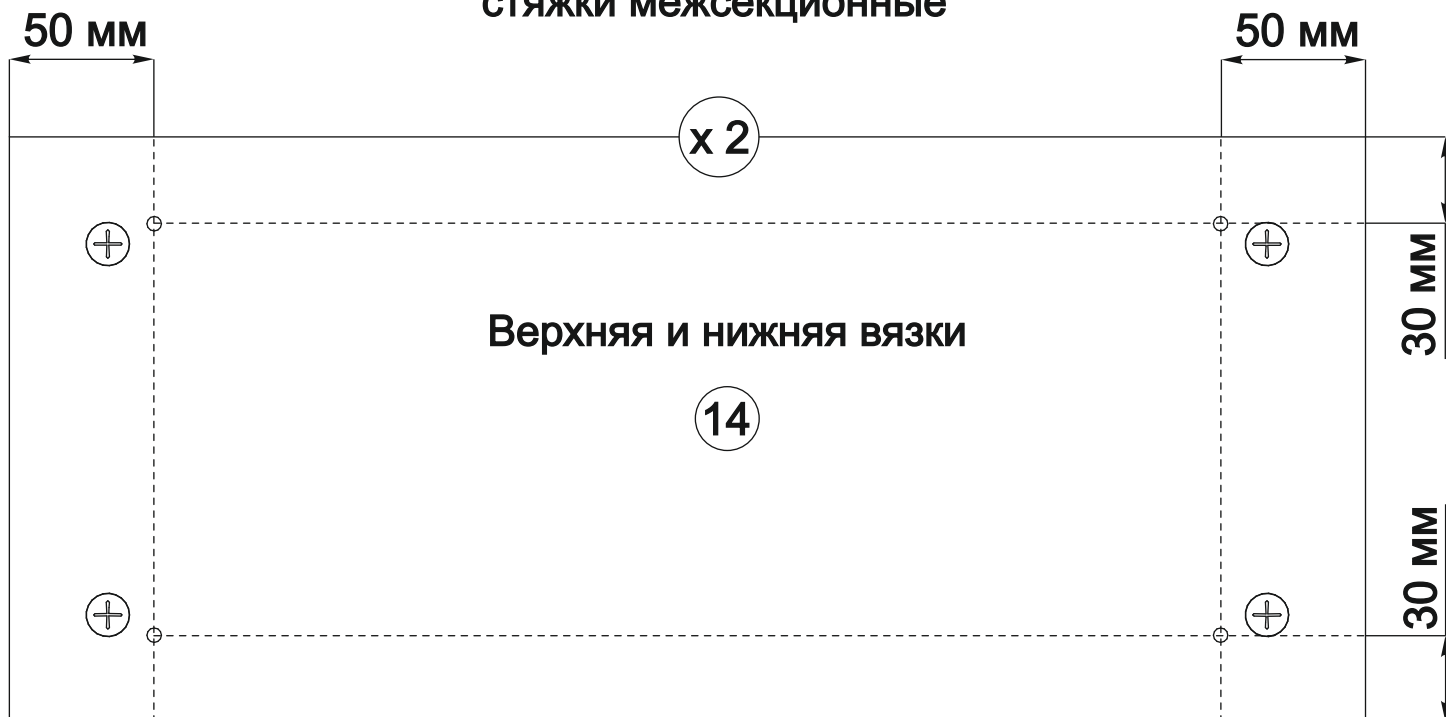 стяжки межсекционные
50 мм
50 мм
х 2
30 мм
Верхняя и нижняя вязки
14
30 мм